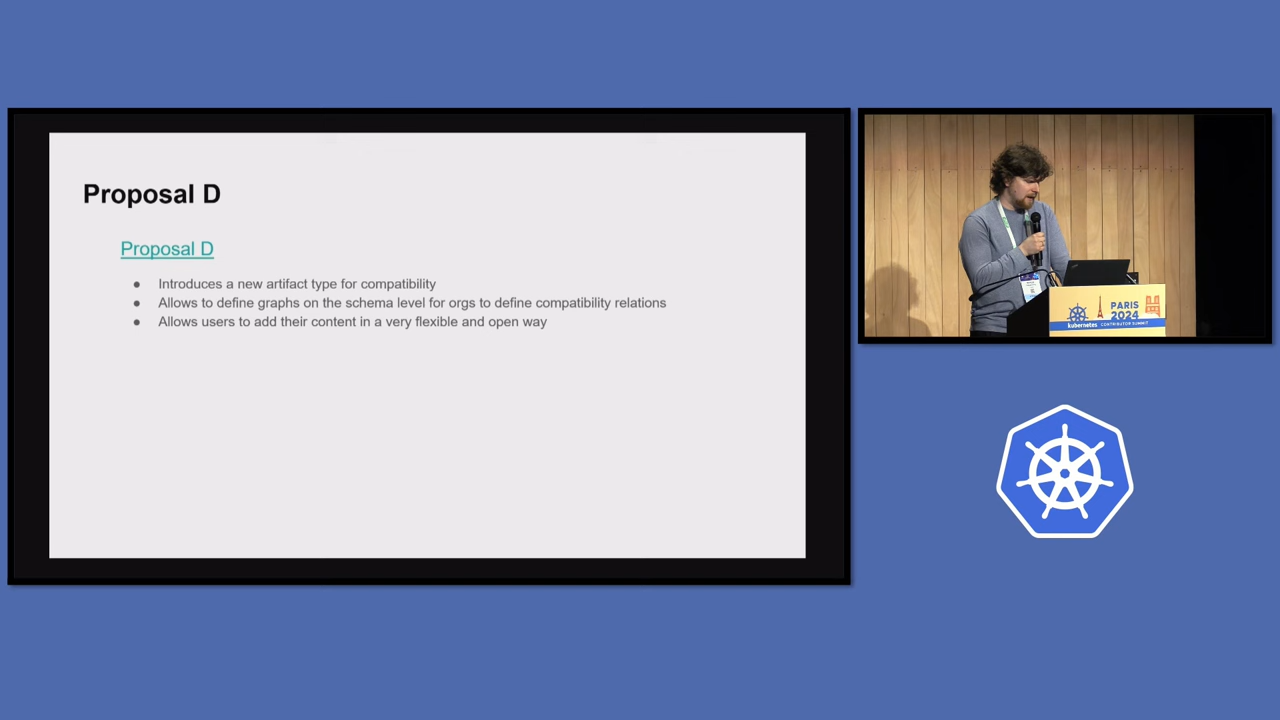 Proposal D
Proposal D
● Introduces a new artifact type for compatibility
● Allows to define graphs on the schema level for orgs to define compatibility relations
● Allows users to add their content in a very flexible and open way
PARIS
2024
kubernetes CONTRIBUTOR SUMMIT